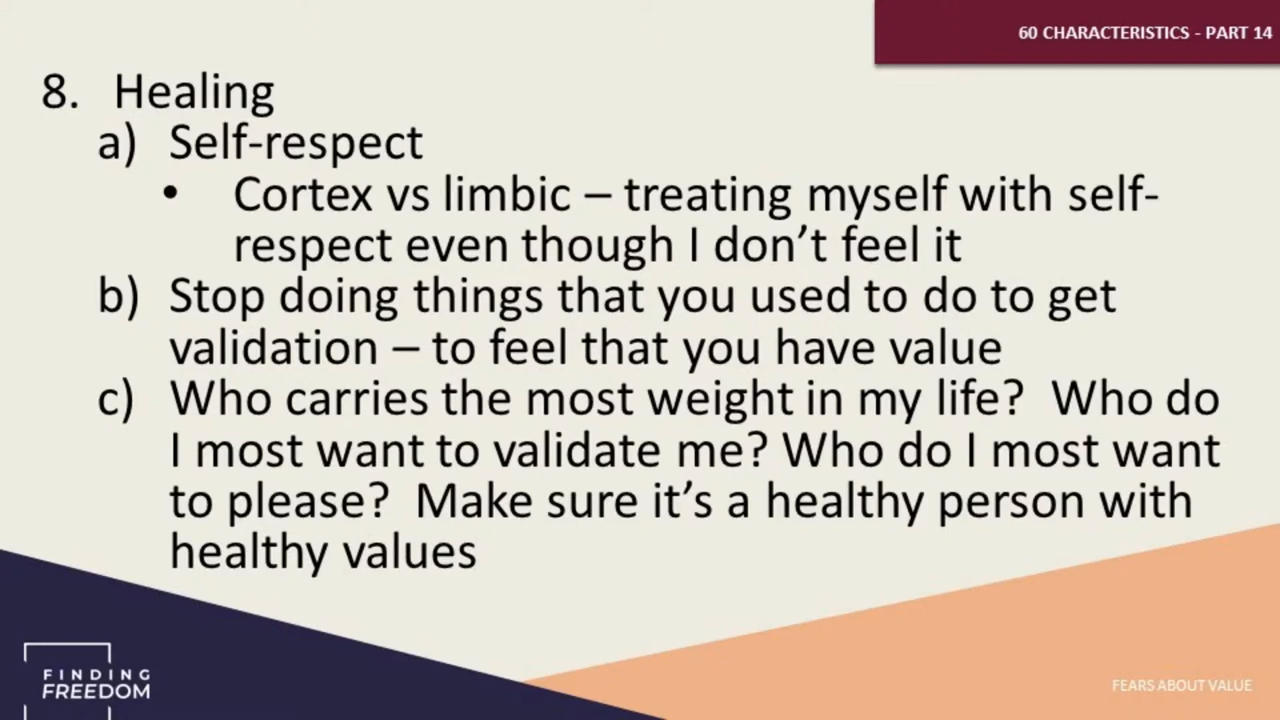 60 CHARACTERISTICS - PART 14
8. Healing
a) Self-respect
• Cortex vs limbic – treating myself with self-
respect even though I don’t feel it
b) Stop doing things that you used to do to get
validation – to feel that you have value
c) Who carries the most weight in my life?  Who do
I most want to validate me? Who do I most want
to please?  Make sure it’s a healthy person with
healthy values
FINDING
FREEDOM
FEARS ABOUT VALUE